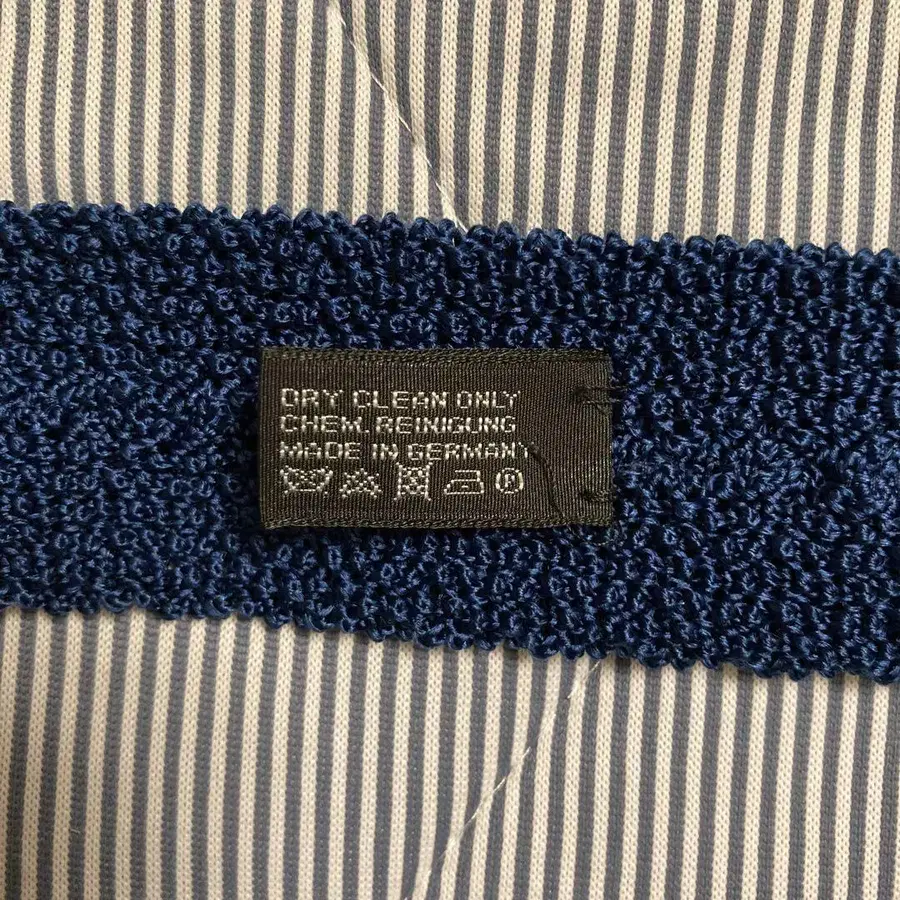 DRY CLEAN ONLY
CHEM. REINIGUNG
MADE IN GERMANY
P